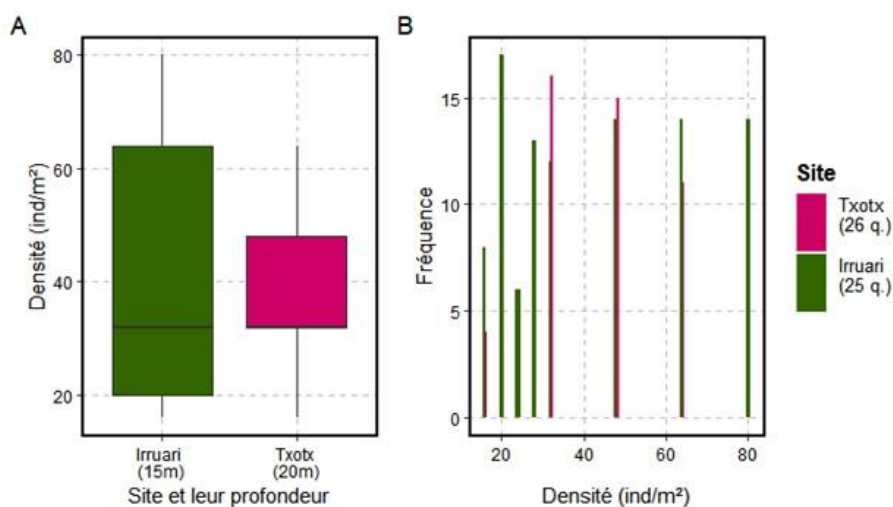 A
Densité (ind/m²)
80
60
40
20
Irruari
(15m)
Txotx
(20m)
Site et leur profondeur
B
Fréquence
15
10
5
0
20
40
60
80
Densité (ind/m²)
Site
Txotx
(26 q.)
Irruari
(25 q.)